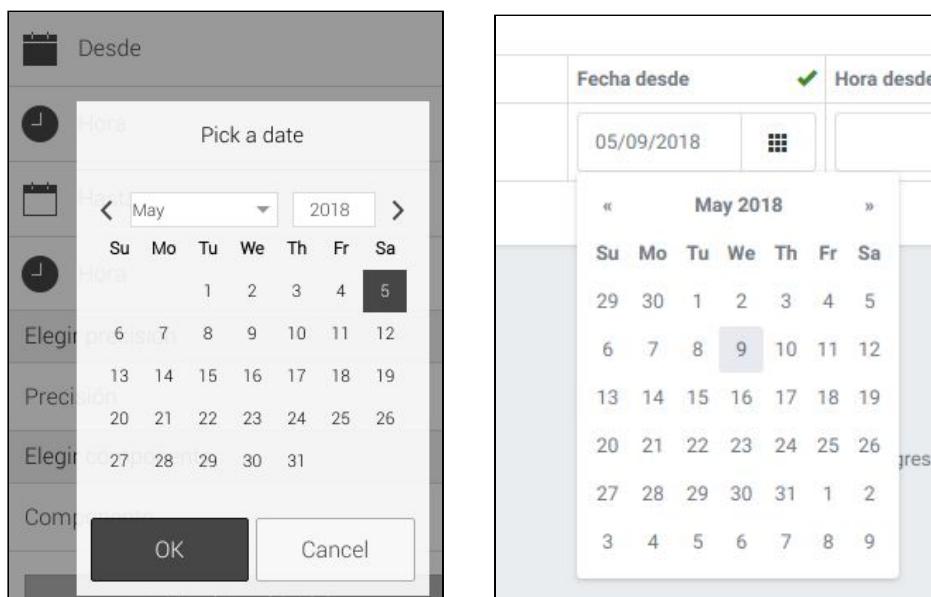 Desde
Hora
Pick a date
Hasta
May 2018
Su Mo Tu We Th Fr Sa
1 2 3 4 5
Hora
6 7 8 9 10 11 12
Elegir precisión
13 14 15 16 17 18 19
Precisión
20 21 22 23 24 25 26
Elegir
27 28 29 30 31
Componente
OK Cancel
Fecha desde Hora desde
05/09/2018
« May 2018 »
Su Mo Tu We Th Fr Sa
29 30 1 2 3 4 5
6 7 8 9 10 11 12
13 14 15 16 17 18 19
20 21 22 23 24 25 26
27 28 29 30 31 1 2
3 4 5 6 7 8 9